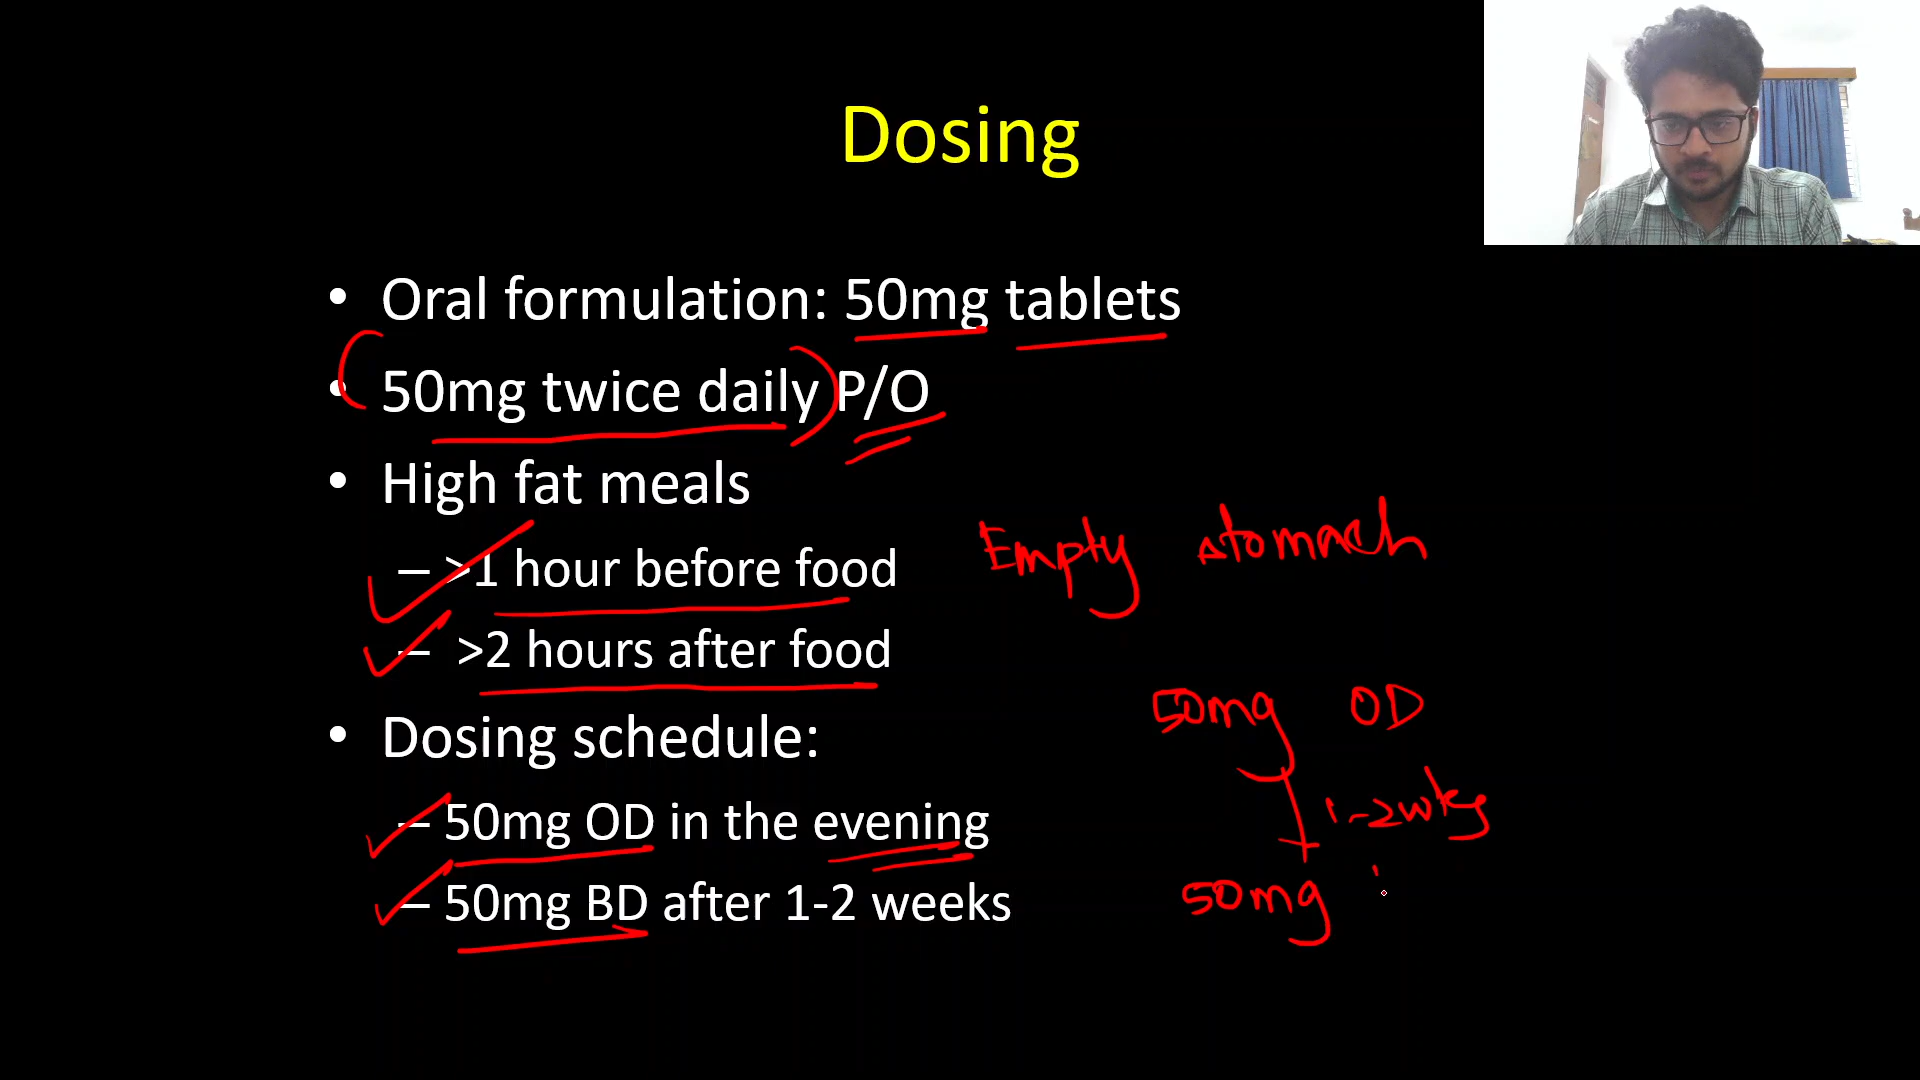 Dosing
• Oral formulation: 50mg tablets
• 50mg twice daily P/O
• High fat meals
– >1 hour before food
Empty stomach
– >2 hours after food
50mg OD
• Dosing schedule:
1-2wks
– 50mg OD in the evening
– 50mg BD after 1-2 weeks
50mg